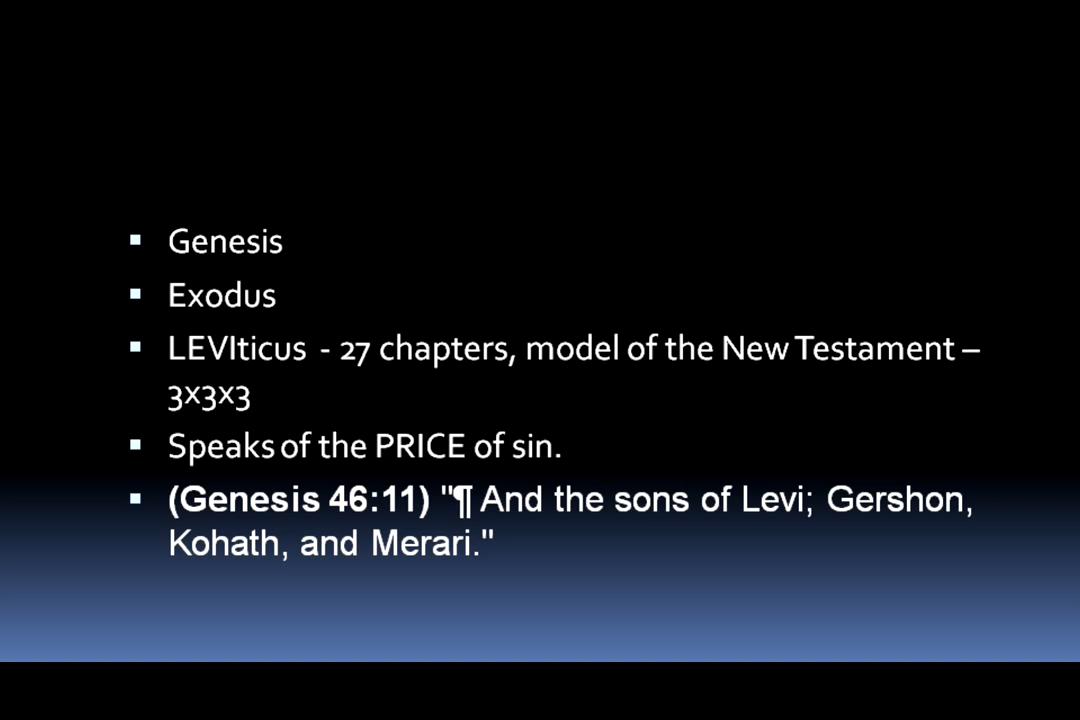 ▪ Genesis
▪ Exodus
▪ LEVIticus - 27 chapters, model of the New Testament –
3x3x3
▪ Speaks of the PRICE of sin.
▪ (Genesis 46:11) "¶ And the sons of Levi; Gershon,
Kohath, and Merari."